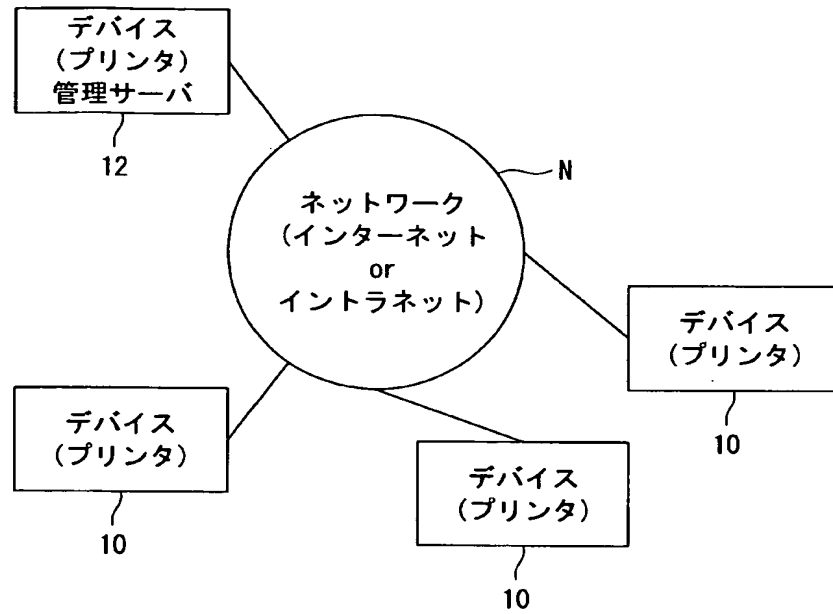 デバイス
(プリンタ)
管理サーバ
12
N
ネットワーク
(インターネット
or
イントラネット)
デバイス
(プリンタ)
10
デバイス
(プリンタ)
10
デバイス
(プリンタ)
10